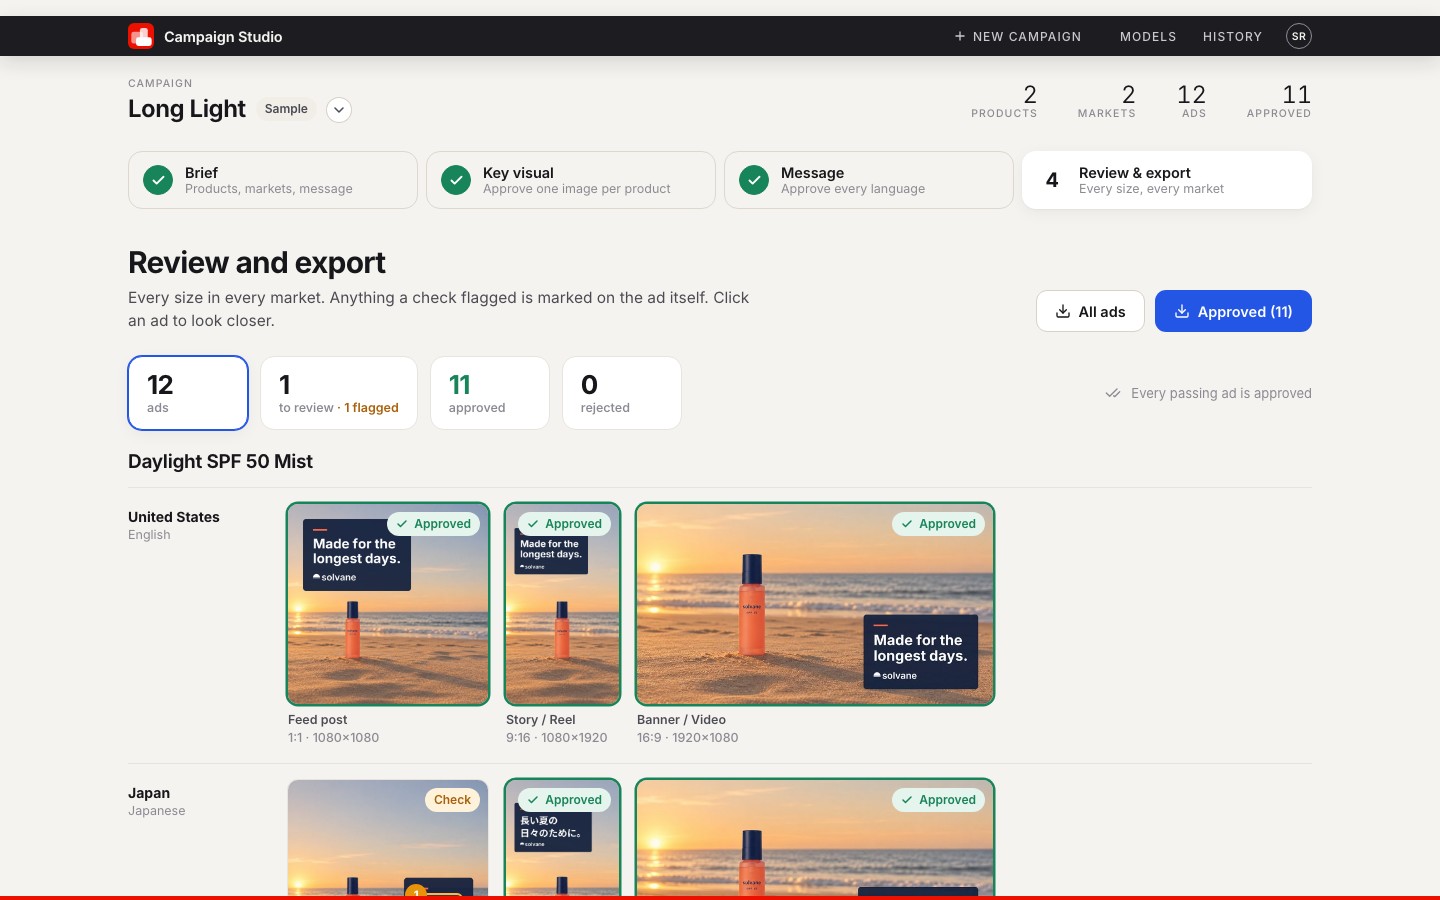 Campaign Studio
NEW CAMPAIGN
MODELS
HISTORY
SR
CAMPAIGN
Long Light
Sample
2
PRODUCTS
2
MARKETS
12
ADS
11
APPROVED
Brief
Products, markets, message
Key visual
Approve one image per product
Message
Approve every language
4
Review & export
Every size, every market
Review and export
Every size in every market. Anything a check flagged is marked on the ad itself. Click
an ad to look closer.
All ads
Approved (11)
12
ads
1
to review · 1 flagged
11
approved
0
rejected
Every passing ad is approved
Daylight SPF 50 Mist
United States
English
Approved
Made for the
longest days.
solvane
Feed post
1:1 · 1080×1080
Approved
Made for the
longest days.
solvane
Story / Reel
9:16 · 1080×1920
Approved
solvane
Made for the
longest days.
solvane
Banner / Video
16:9 · 1920×1080
Japan
Japanese
Check
1
Approved
長い夏の
日々のために。
solvane
Approved